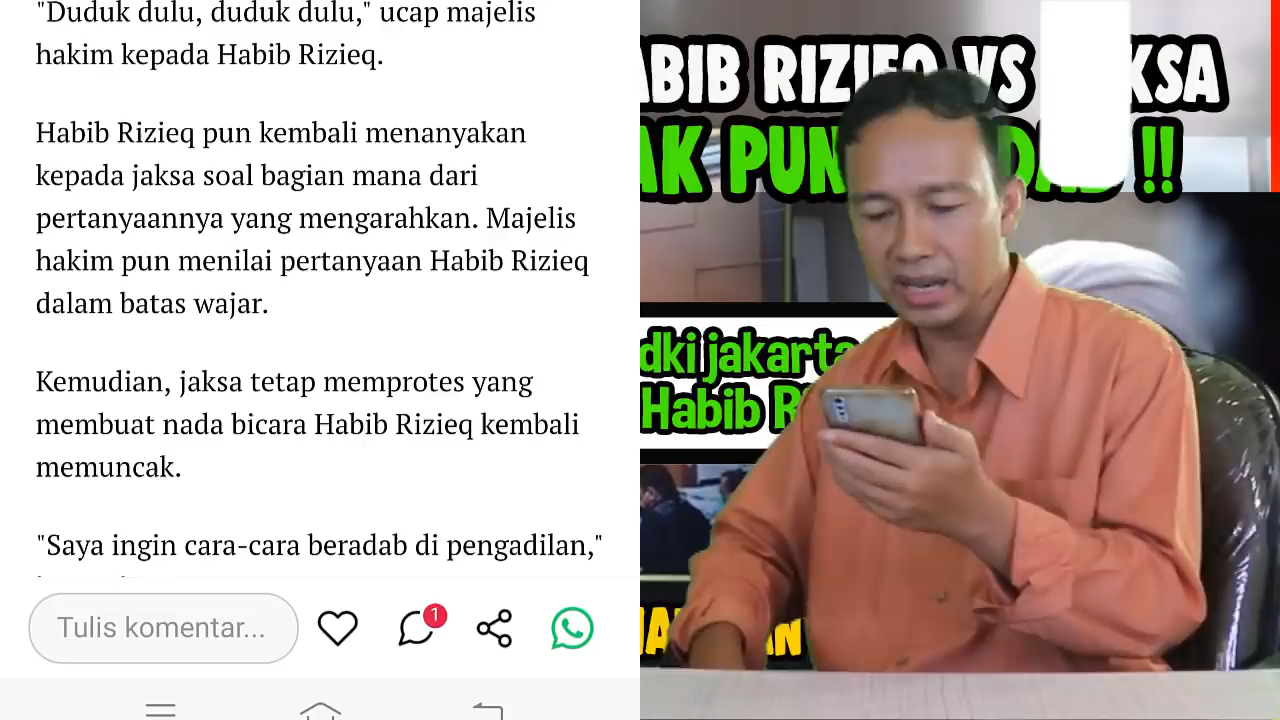 "Duduk dulu, duduk dulu," ucap majelis
hakim kepada Habib Rizieq.
Habib Rizieq pun kembali menanyakan
kepada jaksa soal bagian mana dari
pertanyaannya yang mengarahkan. Majelis
hakim pun menilai pertanyaan Habib Rizieq
dalam batas wajar.
Kemudian, jaksa tetap memprotes yang
membuat nada bicara Habib Rizieq kembali
memuncak.
"Saya ingin cara-cara beradab di pengadilan,"
Tulis komentar...
1
RIZIEQ VS
!!
dki jakarta
Habib